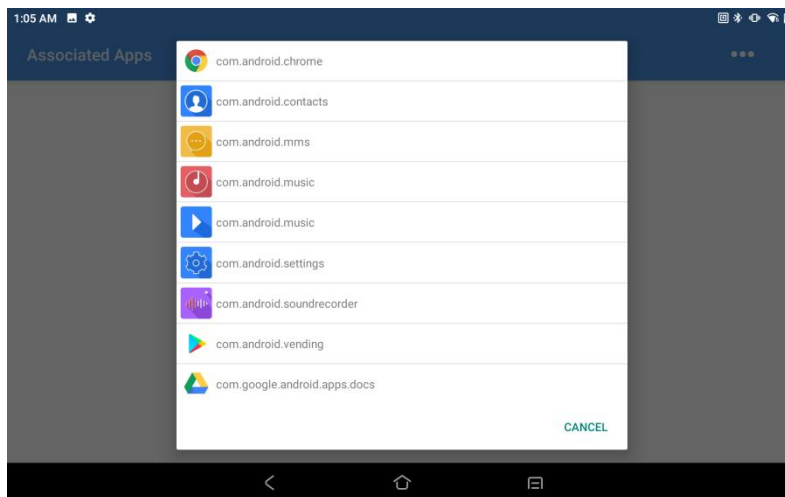 1:05 AM
Associated Apps
com.android.chrome
com.android.contacts
com.android.mms
com.android.music
com.android.music
com.android.settings
com.android.soundrecorder
com.android.vending
com.google.android.apps.docs
CANCEL